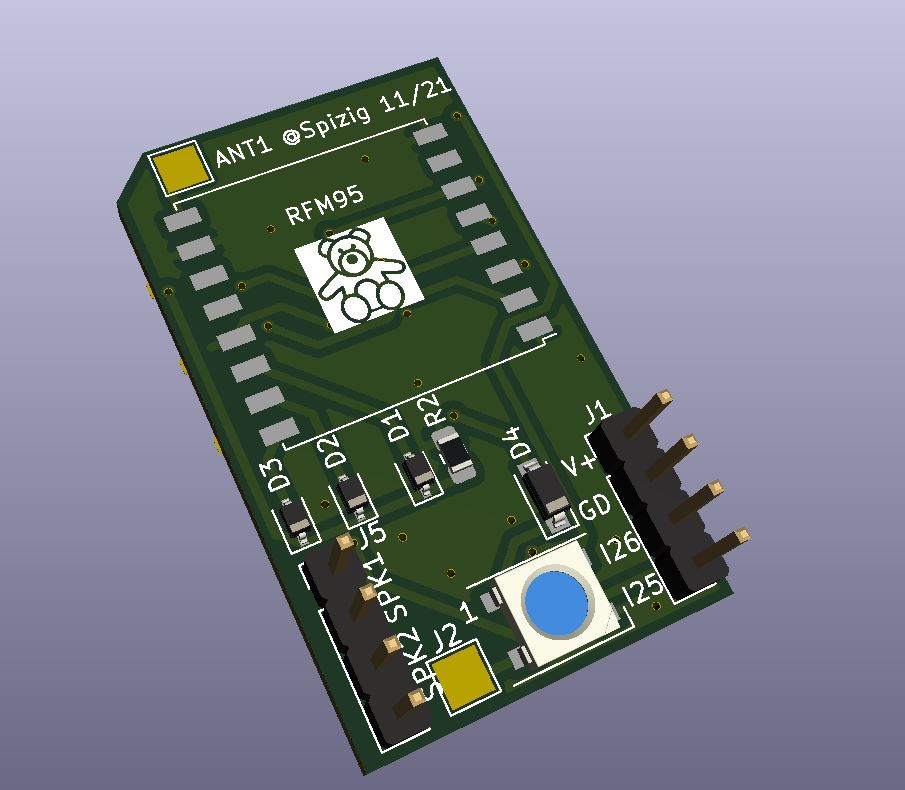 ANT1 @Spizig 11/21
RFM95
D3
D2
D1
R2
D4
J1
V+
GD
I26
I25
J5
SPK1
SPK2
J2
1